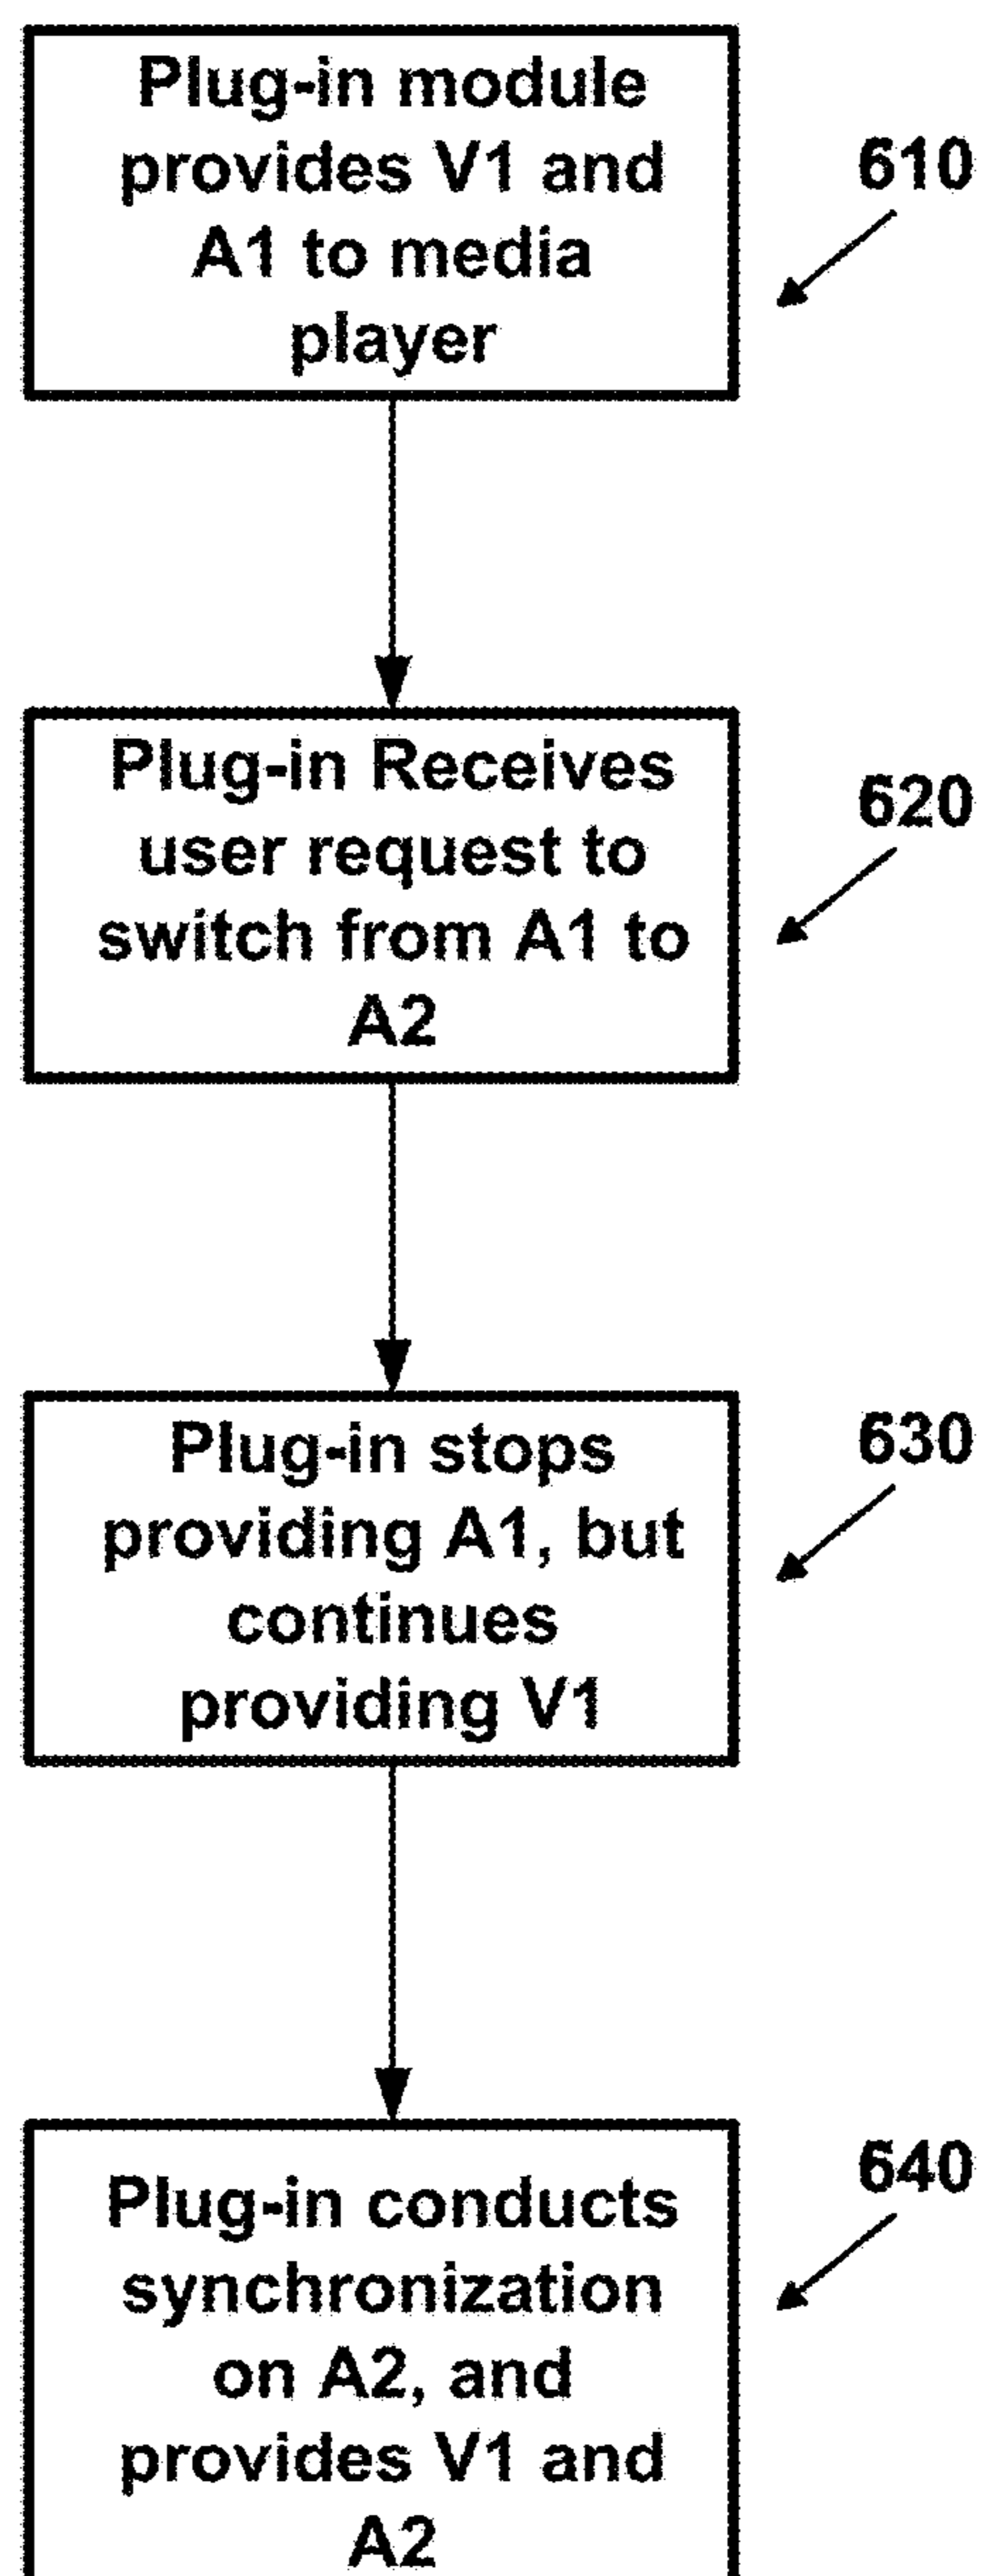 Plug-in module
provides V1 and
A1 to media
player
610
Plug-in Receives
user request to
switch from A1 to
A2
620
Plug-in stops
providing A1, but
continues
providing V1
630
Plug-in conducts
synchronization
on A2, and
provides V1 and
A2
640